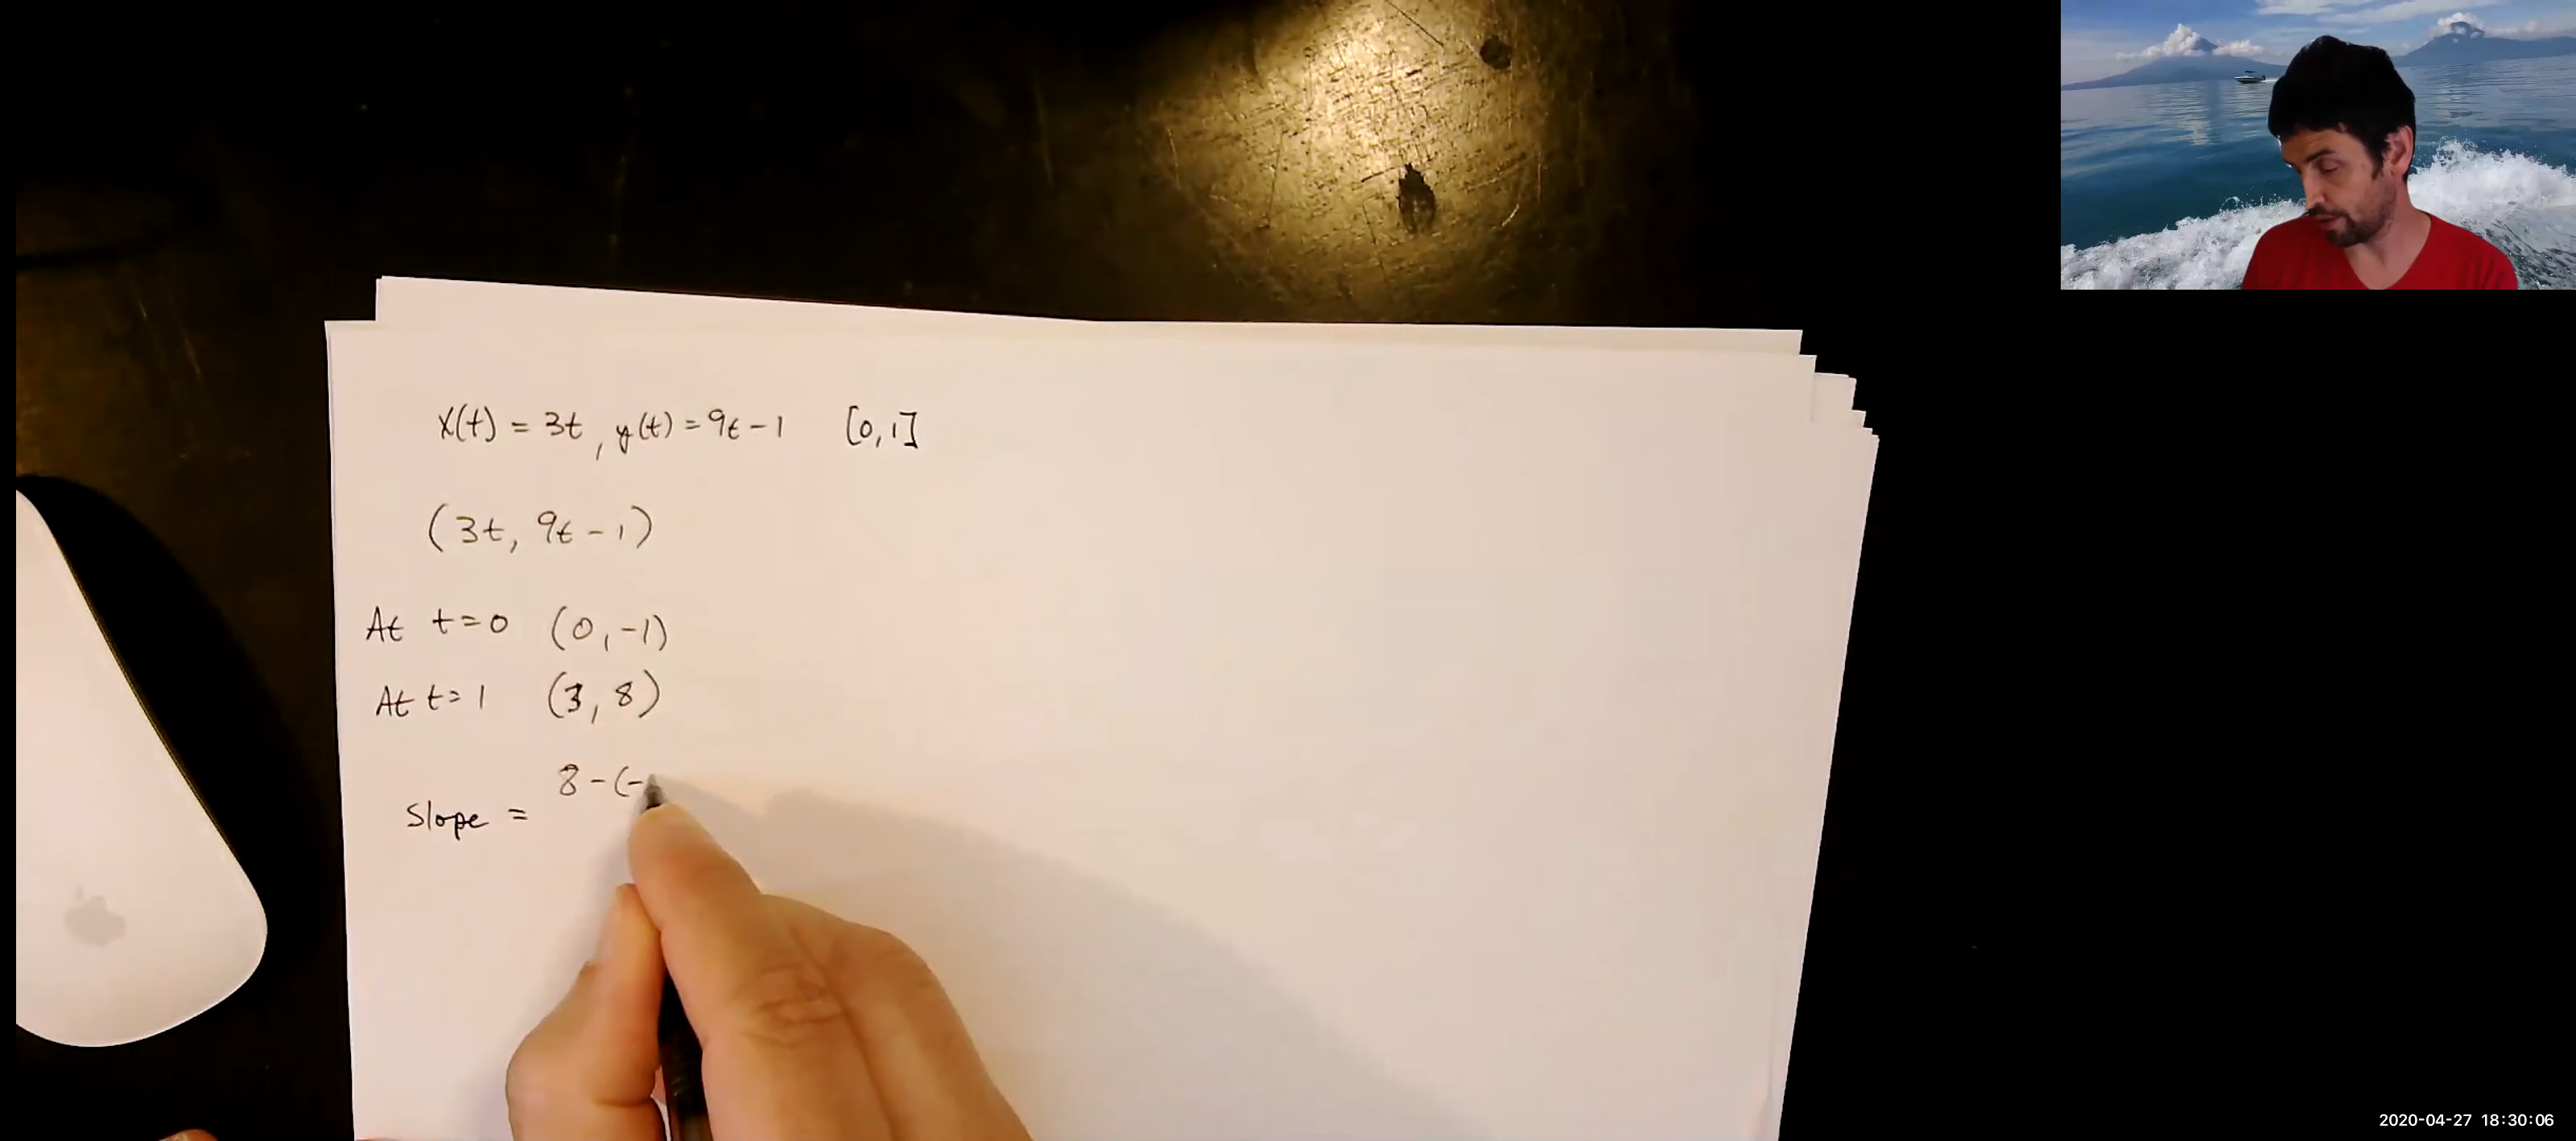 x(t) = 3t, y(t) = 9t - 1 [0, 1]
(3t, 9t - 1)
At t = 0 (0, -1)
At t = 1 (3, 8)
8 - (-
Slope =
2020-04-27 18:30:06